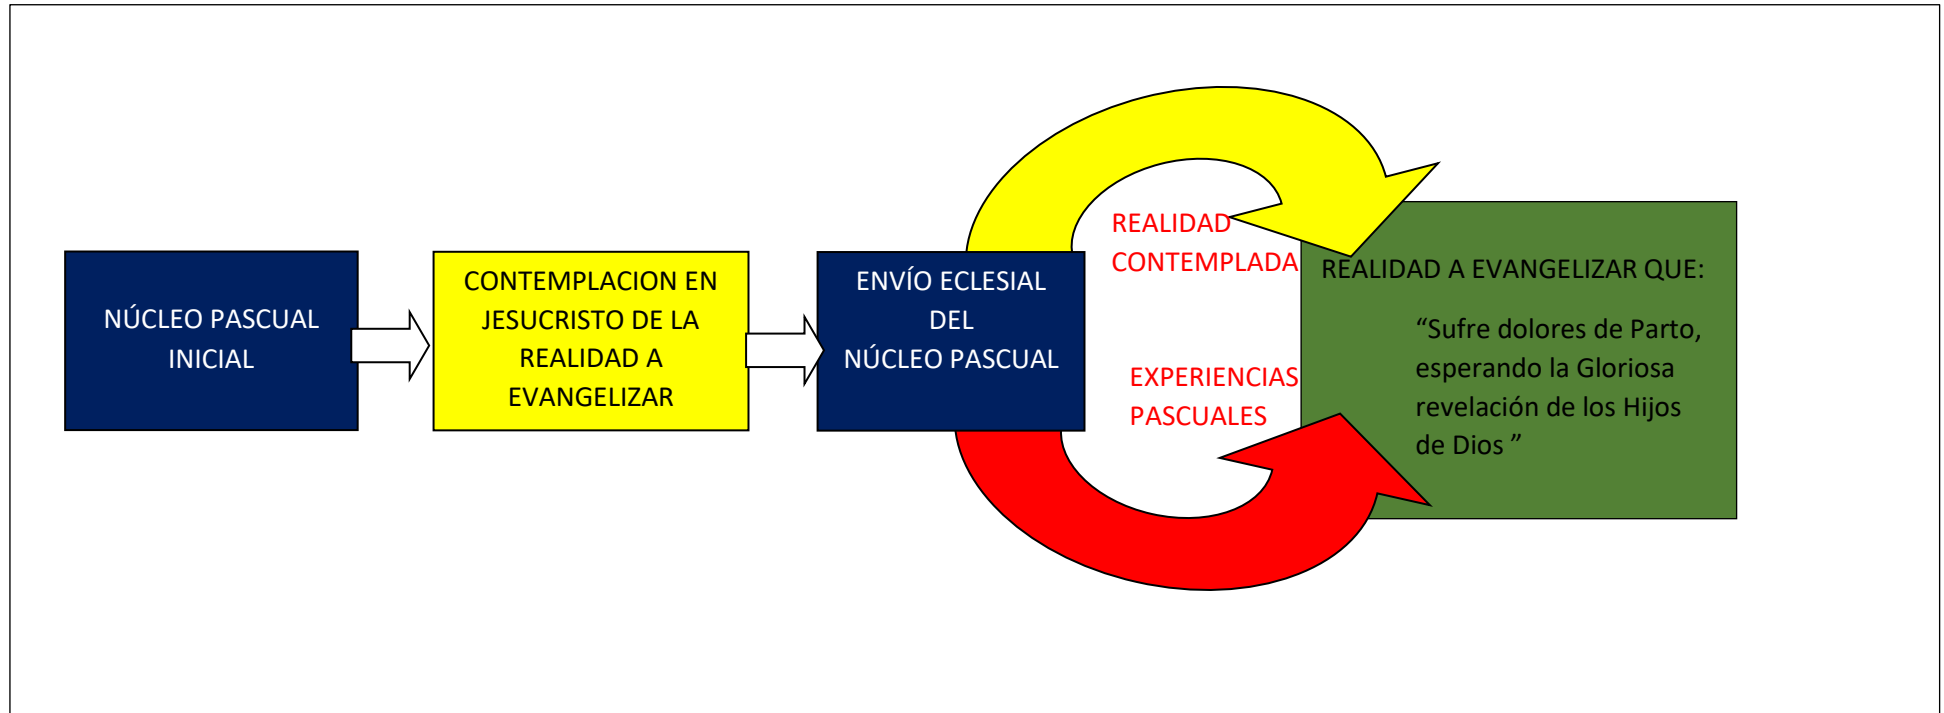 NÚCLEO PASCUAL
INICIAL
CONTEMPLACION EN
JESUCRISTO DE LA
REALIDAD A
EVANGELIZAR
ENVÍO ECLESIAL
DEL
NÚCLEO PASCUAL
REALIDAD
CONTEMPLADA
EXPERIENCIAS
PASCUALES
REALIDAD A EVANGELIZAR QUE:
“Sufre dolores de Parto,
esperando la Gloriosa
revelación de los Hijos
de Dios ”